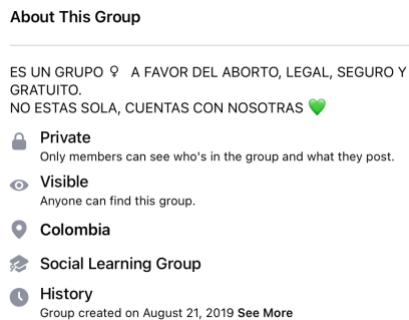 About This Group
ES UN GRUPO ♀ A FAVOR DEL ABORTO, LEGAL, SEGURO Y
GRATUITO.
NO ESTAS SOLA, CUENTAS CON NOSOTRAS 💚
Private
Only members can see who's in the group and what they post.
Visible
Anyone can find this group.
Colombia
Social Learning Group
History
Group created on August 21, 2019 See More